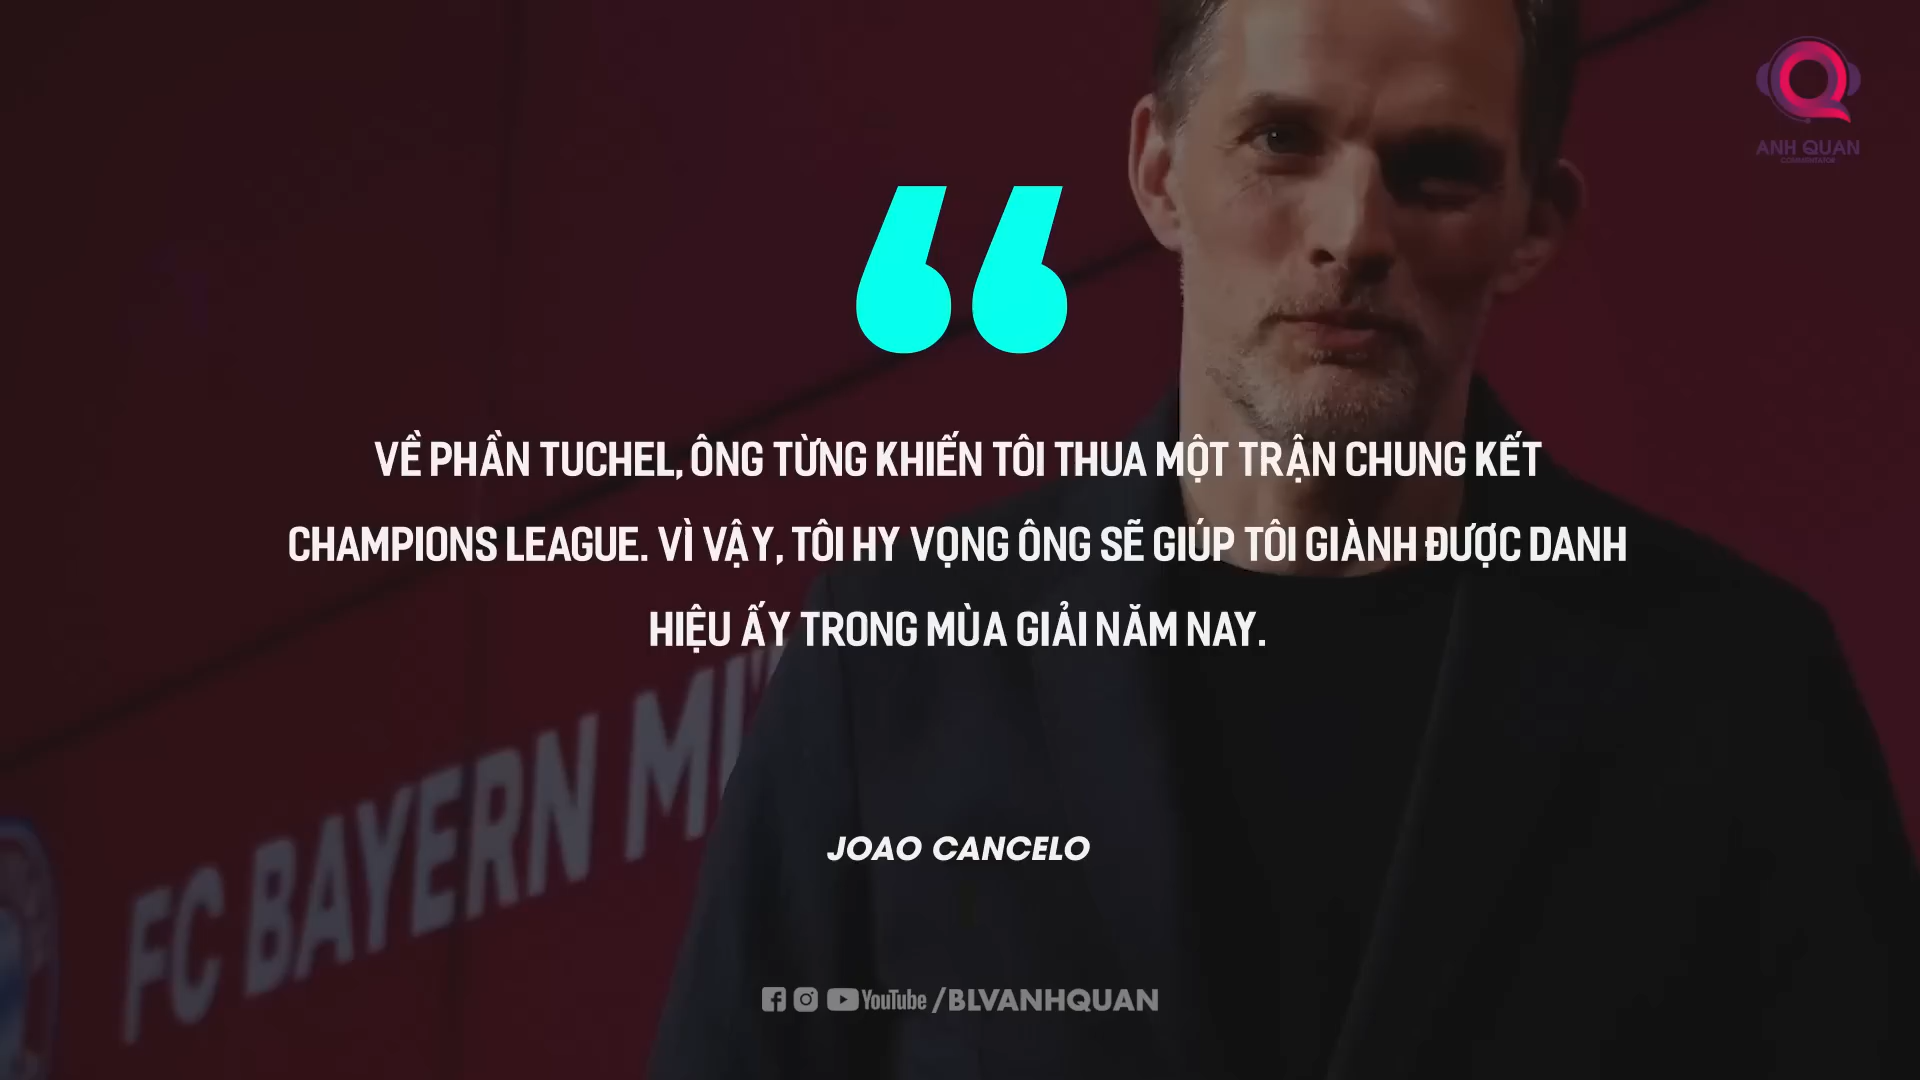 ANH QUAN
COMMENTATOR
VỀ PHẦN TUCHEL, ÔNG TỪNG KHIẾN TÔI THUA MỘT TRẬN CHUNG KẾT
CHAMPIONS LEAGUE. VÌ VẬY, TÔI HY VỌNG ÔNG SẼ GIÚP TÔI GIÀNH ĐƯỢC DANH
HIỆU ẤY TRONG MÙA GIẢI NĂM NAY.
FC BAYERN MÜ
JOAO CANCELO
YouTube /BLVANHQUAN